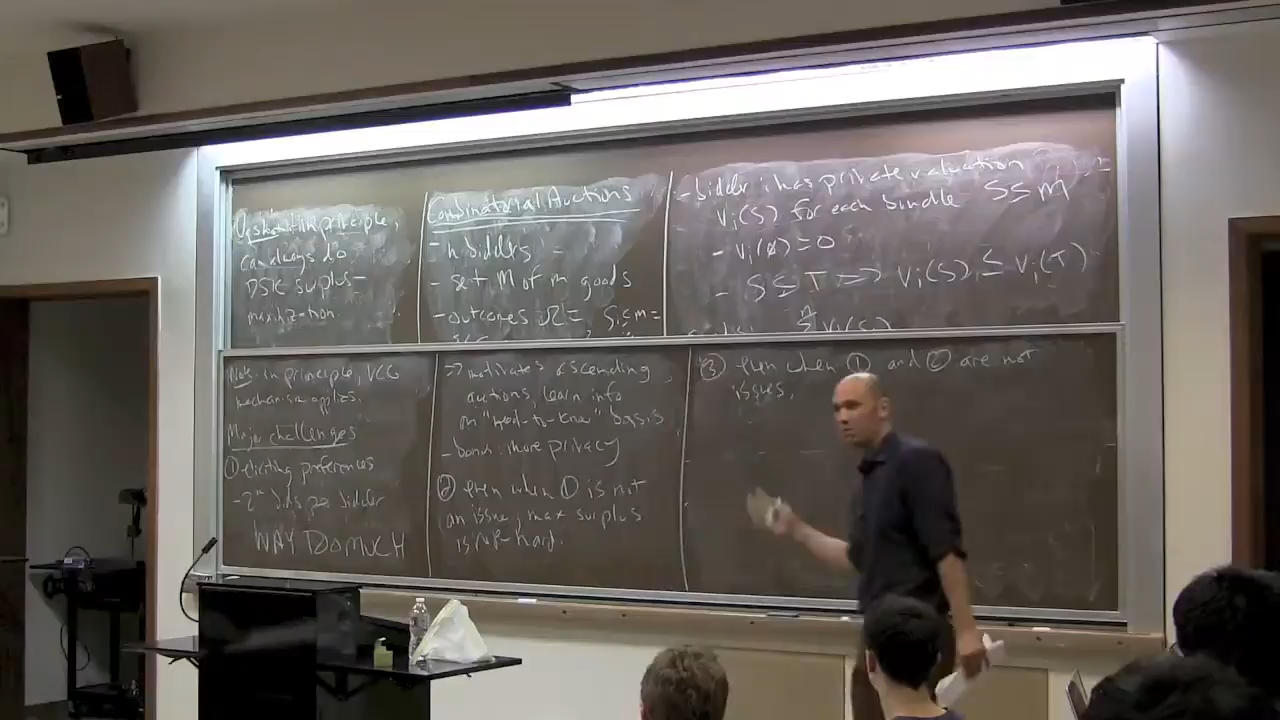 Upshot: in principle,
can always do
DSIC surplus-
maximization.
Combinatorial Auctions
- n bidders
- set M of m goods
- outcomes Ω =
- bidder i has private valuation
v_i(S) for each bundle S ⊆ M
- v_i(∅)=0
- S ⊆ T => v_i(S) ≤ v_i(T)
Note: in principle, VCG
mechanism applies.
Major challenges
① eliciting preferences
- 2^m bids per bidder
WAY TOO MUCH
=> motivates ascending
auctions, learn info
on "need-to-know" basis
- bonus: more privacy
② even when ① is not
an issue, max surplus
is NP-hard.
③ even when ① and ② are not
issues,